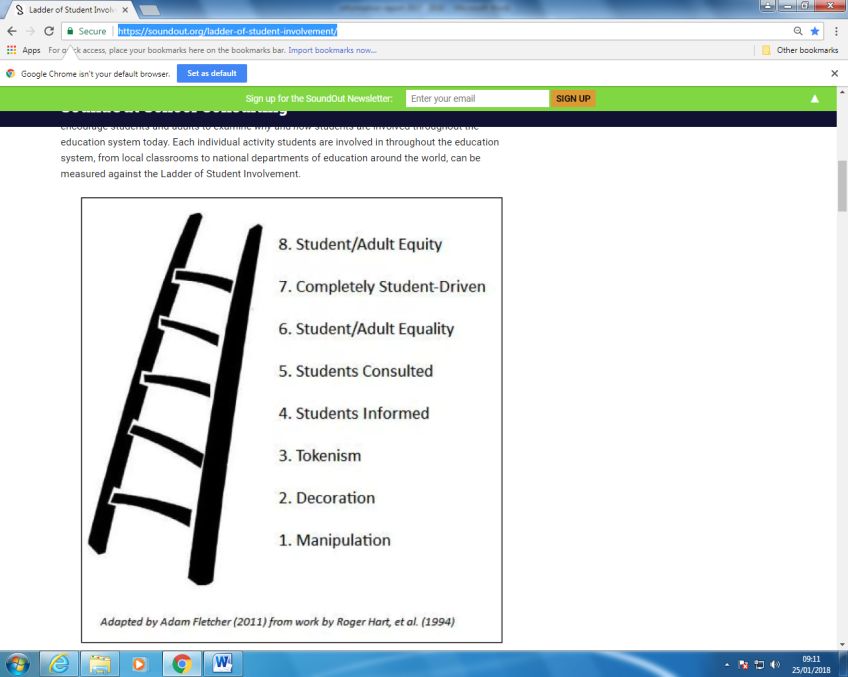 Ladder of Student Involv
Secure
https://soundout.org/ladder-of-student-involvement/
Apps
access, place your bookmarks here on the bookmarks bar. Import bookmarks now...
Other bookmarks
Google Chrome isn't your default browser.
Set as default
Sign up for the SoundOut Newsletter:
Enter your email
SIGN UP
encourage students and adults to examine why and how students are involved throughout the
education system today. Each individual activity students are involved in throughout the education
system, from local classrooms to national departments of education around the world, can be
measured against the Ladder of Student Involvement.
8. Student/Adult Equity
7. Completely Student-Driven
6. Student/Adult Equality
5. Students Consulted
4. Students Informed
3. Tokenism
2. Decoration
1. Manipulation
Adapted by Adam Fletcher (2011) from work by Roger Hart, et al. (1994)
09:11
25/01/2018